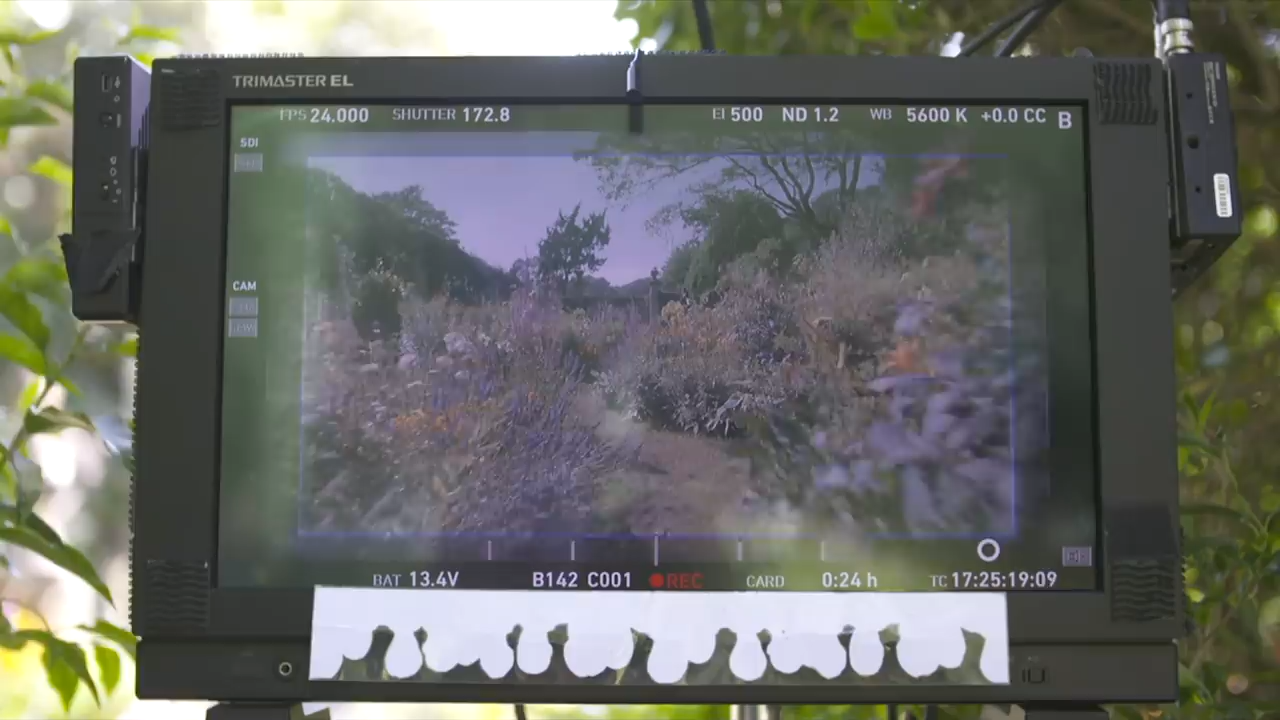 TRIMASTER EL
FPS 24.000 SHUTTER 172.8 EI 500 ND 1.2 WB 5600 K +0.0 CC B
SDI
CAM
BAT 13.4V B142 C001 REC CARD 0:24 h TC 17:25:19:09